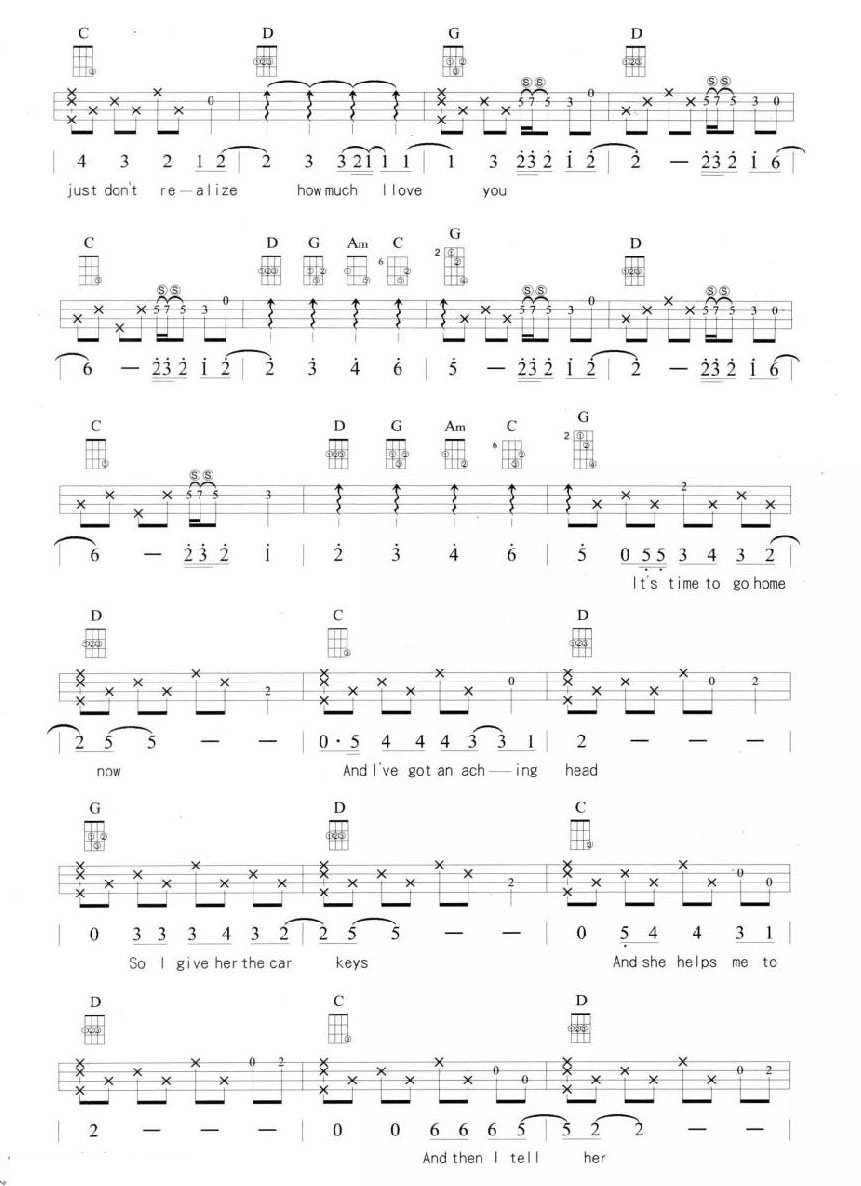 C D G D
4 3 2 1 2 | 2 3 3 2 1 1 1 | 1 3 2 3 2 1 2 | 2 — 2 3 2 1 6
just don't re—alize how much I love you
C D G Am C G D
6 — 2 3 2 1 2 | 2 3 4 6 | 5 — 2 3 2 1 2 | 2 — 2 3 2 1 6
C D G Am C G
6 — 2 3 2 1 | 2 3 4 6 | 5 0 5 5 3 4 3 2
It's time to go home
D C D
2 5 5 — — | 0 · 5 4 4 4 3 3 1 | 2 — — —
now And I've got an ach—ing head
G D C
0 3 3 3 4 3 2 | 2 5 5 — — | 0 5 4 4 3 1
So I give her the car keys And she helps me to
D C D
2 — — — | 0 0 6 6 6 5 | 5 2 2 — —
And then I tell her